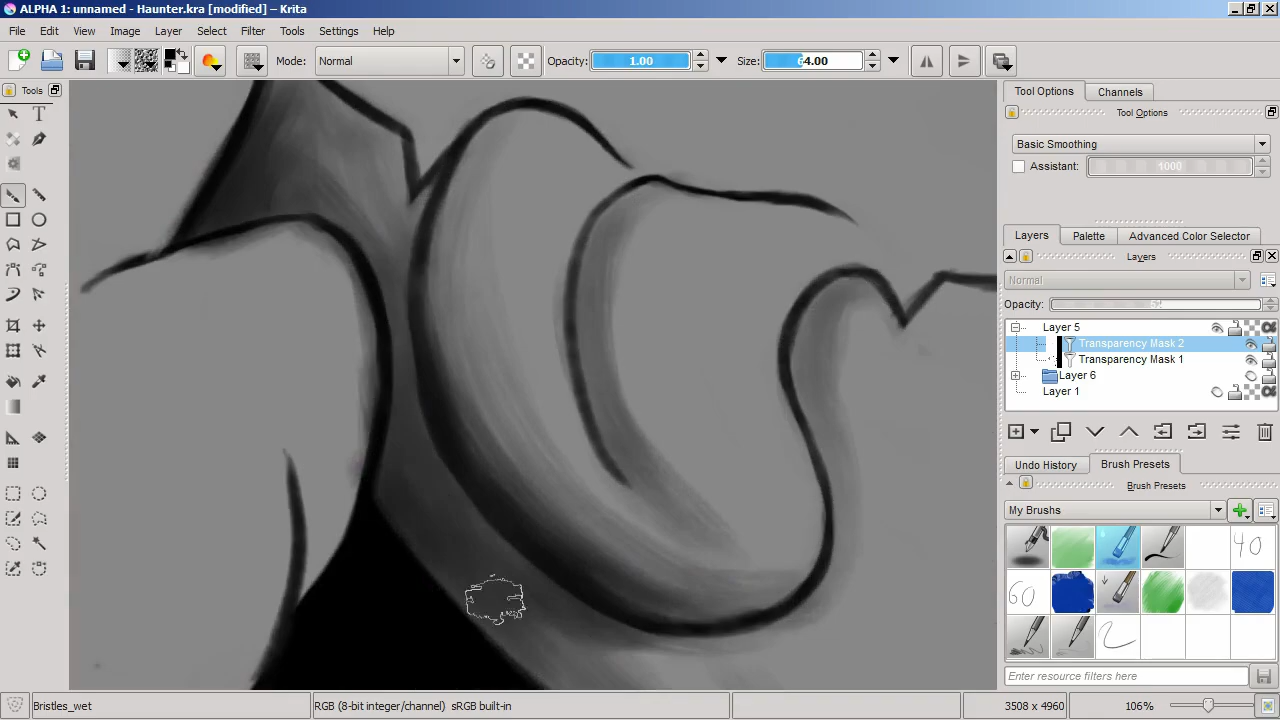 ALPHA 1: unnamed - Haunter.kra [modified] – Krita
File Edit View Image Layer Select Filter Tools Settings Help
Mode: Normal Opacity: 1.00 Size: 64.00
Tools
T
Tool Options Channels
Tool Options
Basic Smoothing
Assistant: 1000
Layers Palette Advanced Color Selector
Layers
Normal
Opacity:
Layer 5
Transparency Mask 2
Transparency Mask 1
Layer 6
Layer 1
Undo History Brush Presets
Brush Presets
My Brushes
40
60
2
Enter resource filters here
Bristles_wet RGB (8-bit integer/channel) sRGB built-in 3508 x 4960 106%